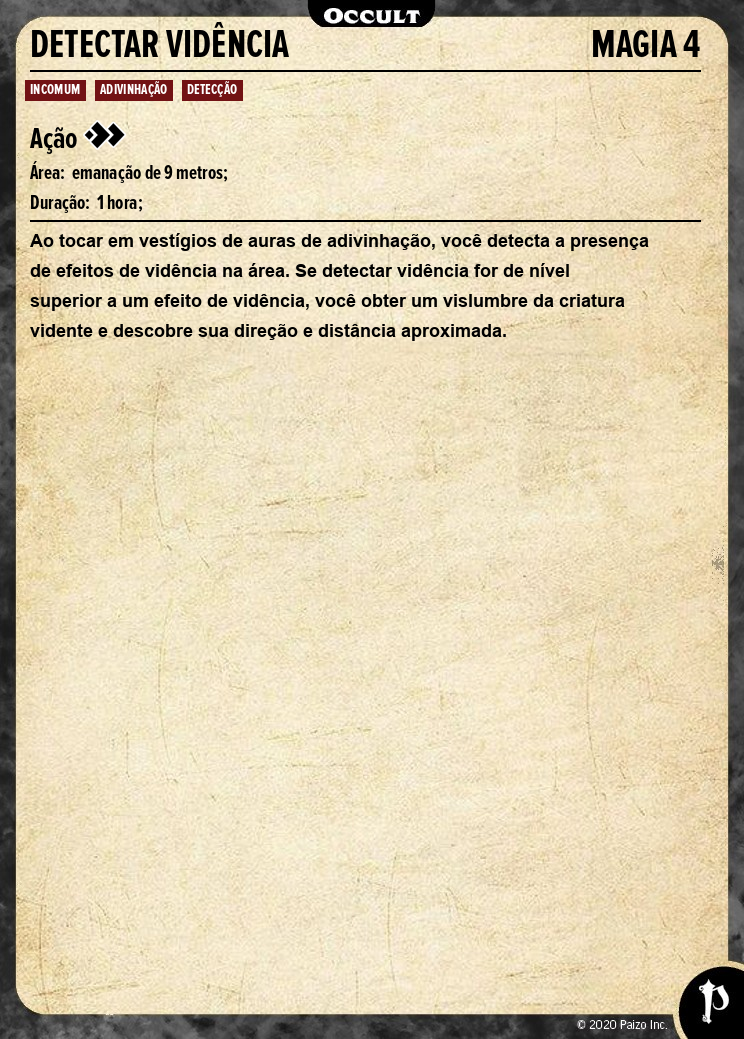 OCCULT
DETECTAR VIDÊNCIA MAGIA 4
INCOMUM ADIVINHAÇÃO DETECÇÃO
Ação
Área: emanação de 9 metros;
Duração: 1 hora;
Ao tocar em vestígios de auras de adivinhação, você detecta a presença
de efeitos de vidência na área. Se detectar vidência for de nível
superior a um efeito de vidência, você obter um vislumbre da criatura
vidente e descobre sua direção e distância aproximada.
© 2020 Paizo Inc.
P